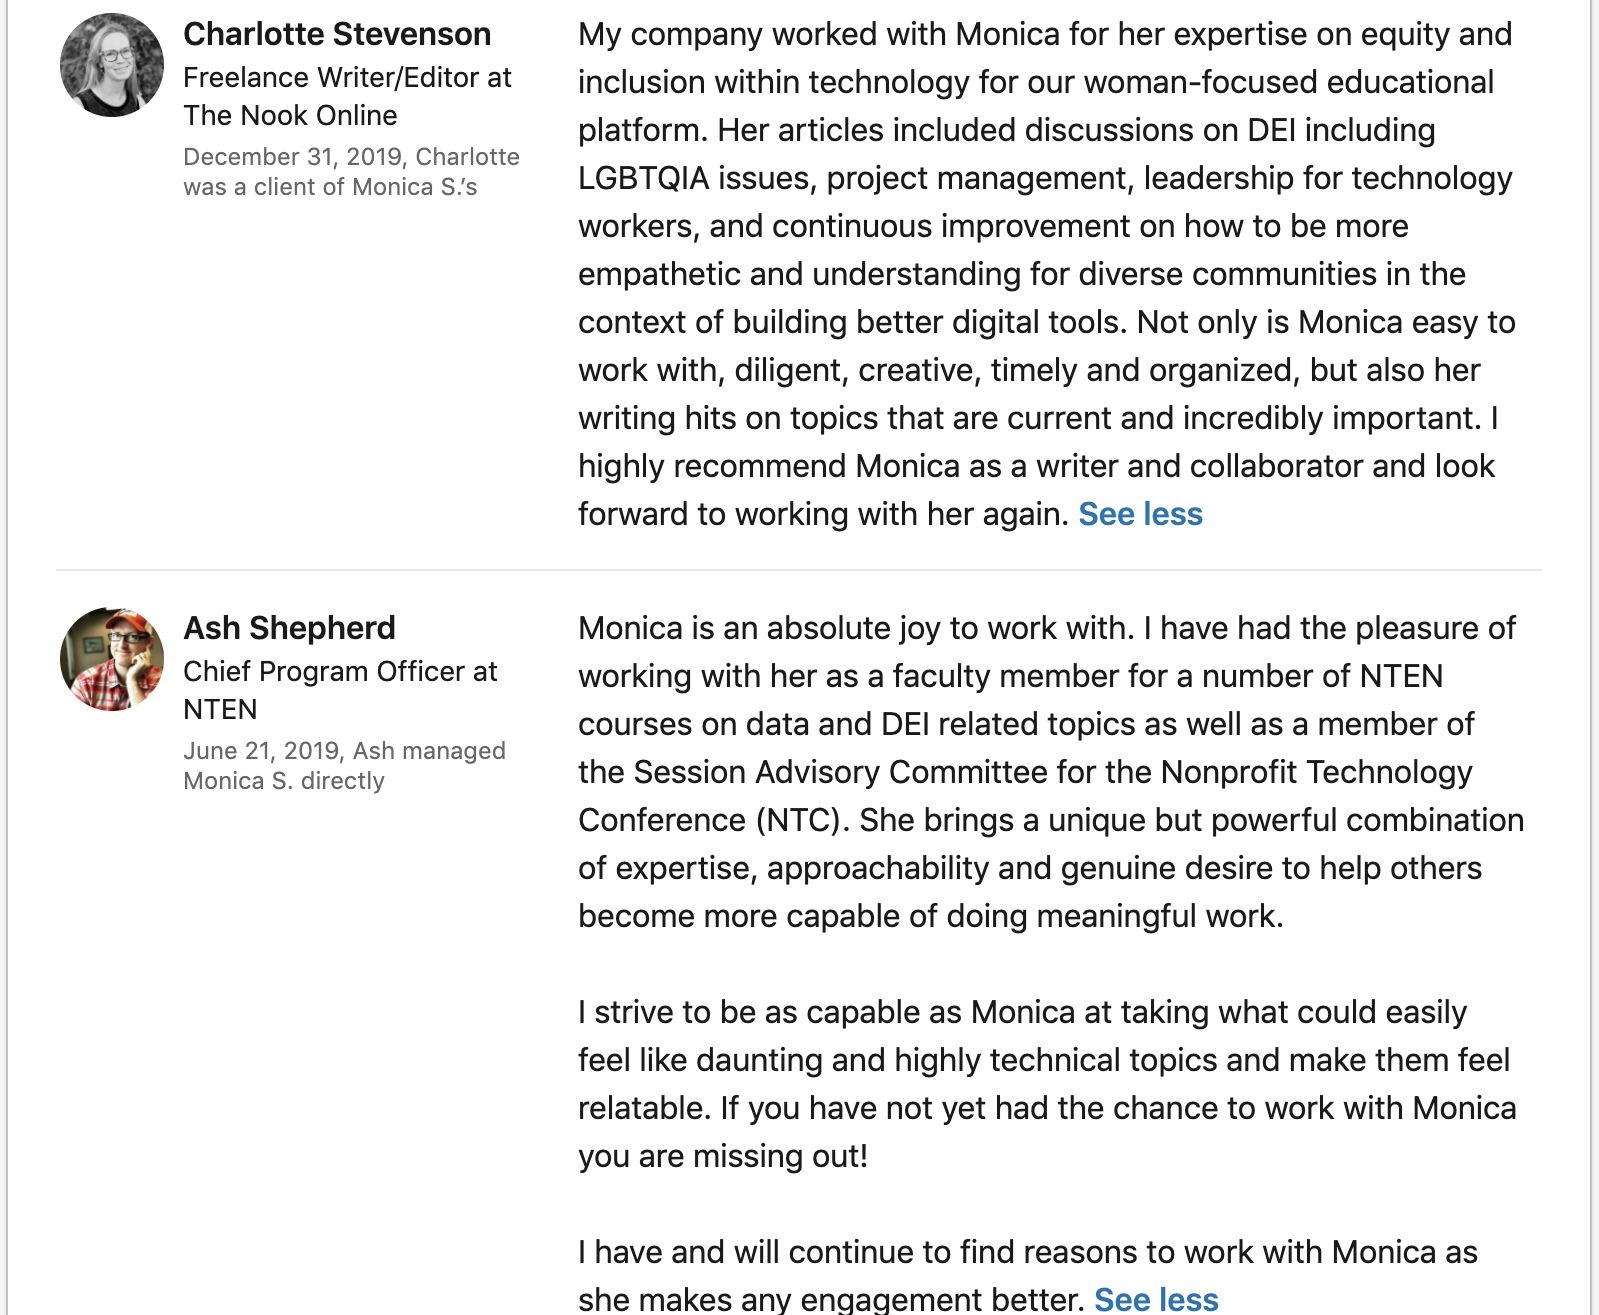 Charlotte Stevenson
Freelance Writer/Editor at
The Nook Online
December 31, 2019, Charlotte
was a client of Monica S.’s
My company worked with Monica for her expertise on equity and
inclusion within technology for our woman-focused educational
platform. Her articles included discussions on DEI including
LGBTQIA issues, project management, leadership for technology
workers, and continuous improvement on how to be more
empathetic and understanding for diverse communities in the
context of building better digital tools. Not only is Monica easy to
work with, diligent, creative, timely and organized, but also her
writing hits on topics that are current and incredibly important. I
highly recommend Monica as a writer and collaborator and look
forward to working with her again. See less
Ash Shepherd
Chief Program Officer at
NTEN
June 21, 2019, Ash managed
Monica S. directly
Monica is an absolute joy to work with. I have had the pleasure of
working with her as a faculty member for a number of NTEN
courses on data and DEI related topics as well as a member of
the Session Advisory Committee for the Nonprofit Technology
Conference (NTC). She brings a unique but powerful combination
of expertise, approachability and genuine desire to help others
become more capable of doing meaningful work.
I strive to be as capable as Monica at taking what could easily
feel like daunting and highly technical topics and make them feel
relatable. If you have not yet had the chance to work with Monica
you are missing out!
I have and will continue to find reasons to work with Monica as
she makes any engagement better. See less